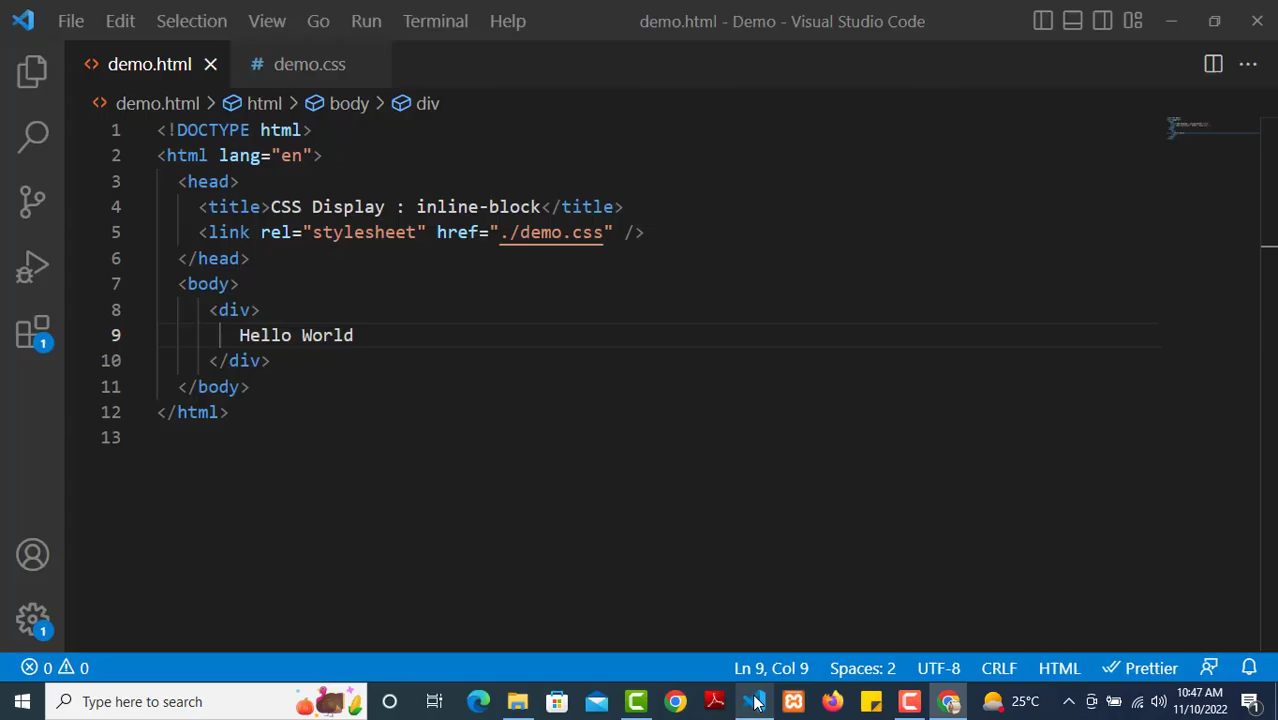 File Edit Selection View Go Run Terminal Help demo.html - Demo - Visual Studio Code
demo.html # demo.css
demo.html > html > body > div
1 <!DOCTYPE html>
2 <html lang="en">
3 <head>
4 <title>CSS Display : inline-block</title>
5 <link rel="stylesheet" href="./demo.css" />
6 </head>
7 <body>
8 <div>
9 Hello World
10 </div>
11 </body>
12 </html>
13
1
1
0 0 Ln 9, Col 9 Spaces: 2 UTF-8 CRLF HTML Prettier
Type here to search 25°C 10:47 AM
11/10/2022 1